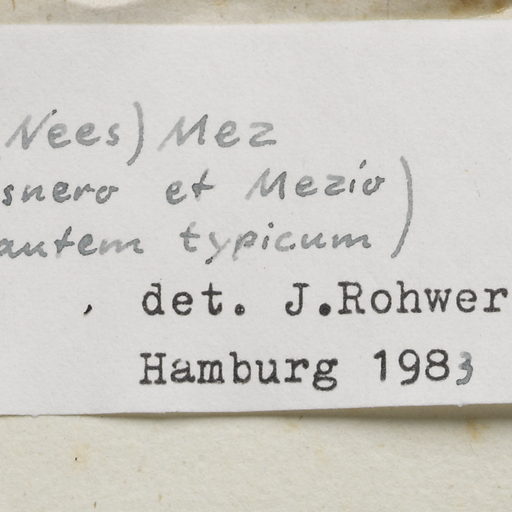 Nees) Mez
snero et Mezio)
autem typicum)
, det. J.Rohwer
Hamburg 1983